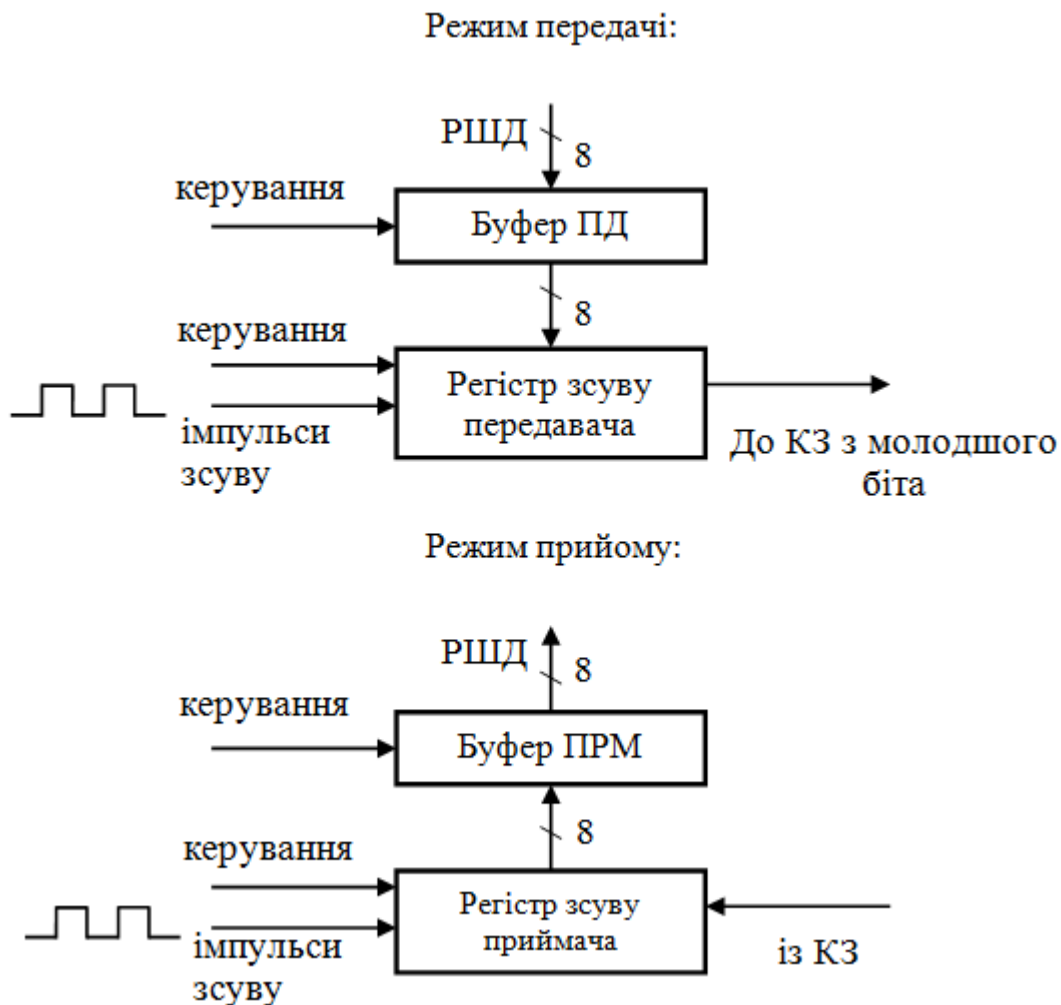 Режим передачі:
РШД
8
керування
Буфер ПД
8
керування
Регістр зсуву
передавача
імпульси
зсуву
До КЗ з молодшого
біта
Режим прийому:
РШД
8
керування
Буфер ПРМ
8
керування
Регістр зсуву
приймача
імпульси
зсуву
із КЗ